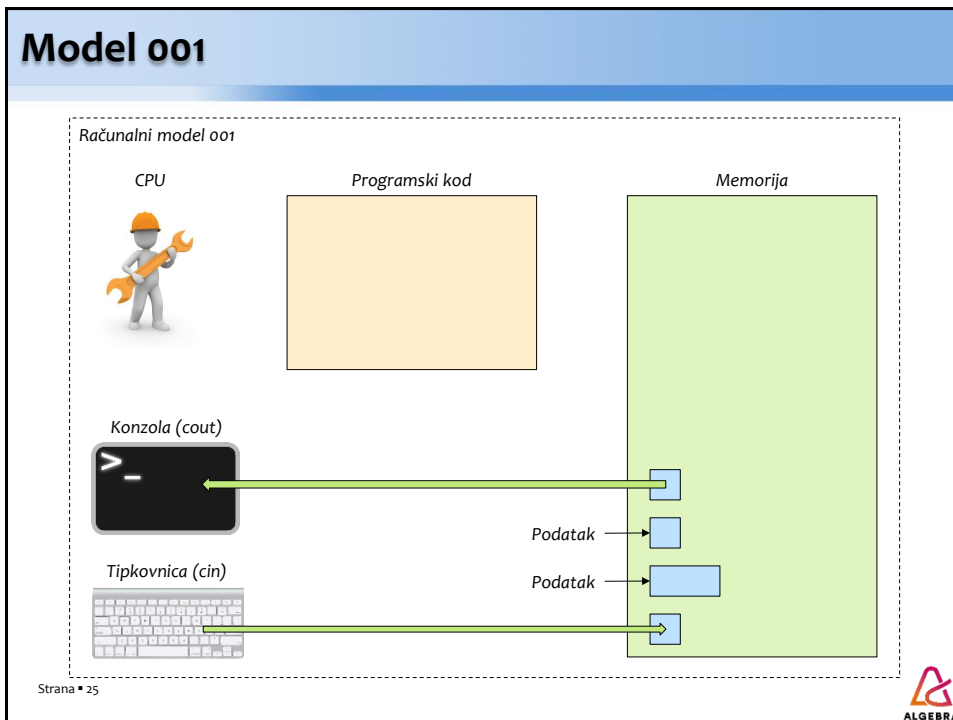 Model 001
Računalni model 001
CPU
Programski kod
Memorija
Konzola (cout)
>_
Podatak
Tipkovnica (cin)
Podatak
Strana ▪ 25
ALGEBRA